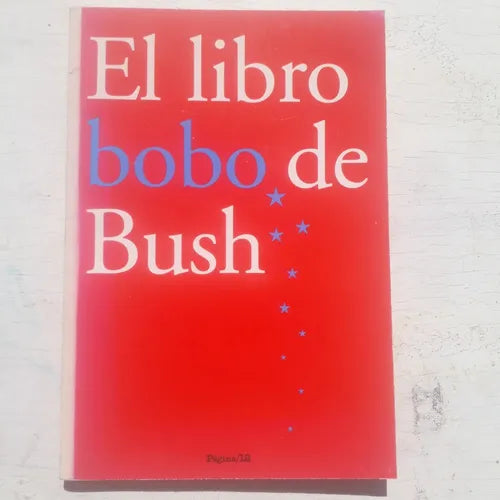 El libro
bobo de
Bush
Página/12